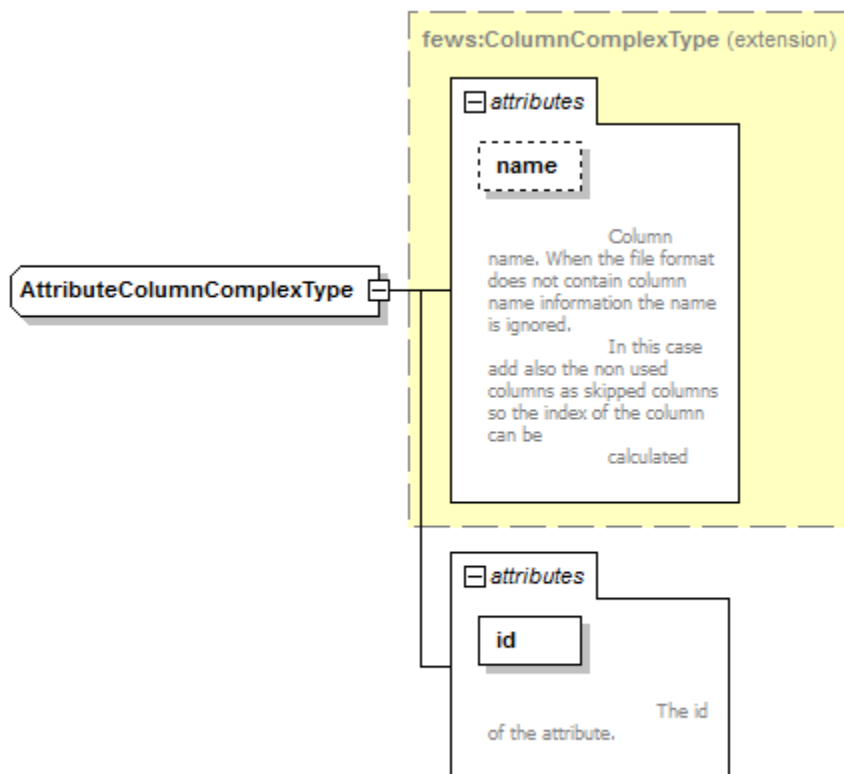 fews:ColumnComplexType (extension)
attributes
name
Column
name. When the file format
does not contain column
name information the name
is ignored.
In this case
add also the non used
columns as skipped columns
so the index of the column
can be
calculated
AttributeColumnComplexType
attributes
id
The id
of the attribute.